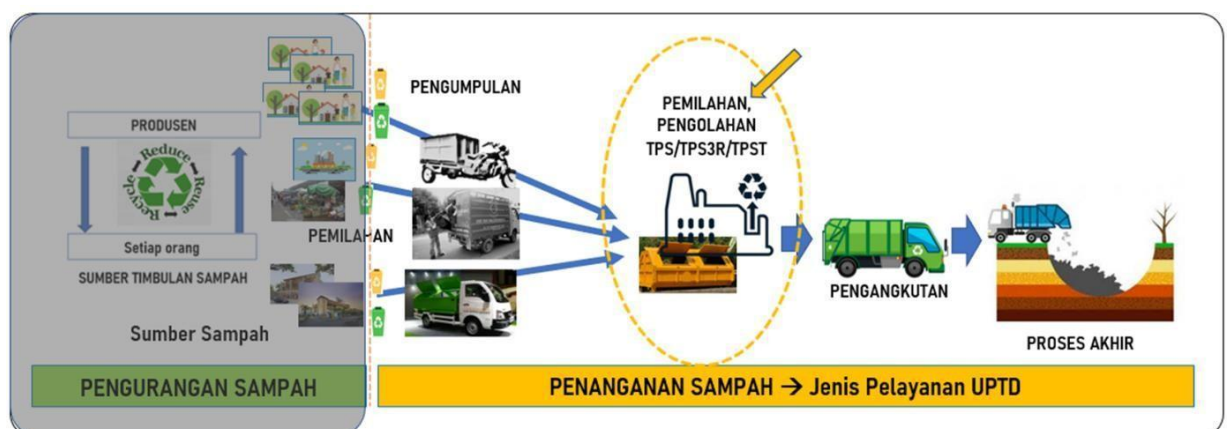 PRODUSEN
Reduce
Reuse
Recycle
Setiap orang
SUMBER TIMBULAN SAMPAH
Sumber Sampah
PENGURANGAN SAMPAH
PEMILAHAN
PENGUMPULAN
PEMILAHAN,
PENGOLAHAN
TPS/TPS3R/TPST
PENGANGKUTAN
PROSES AKHIR
PENANGANAN SAMPAH → Jenis Pelayanan UPTD